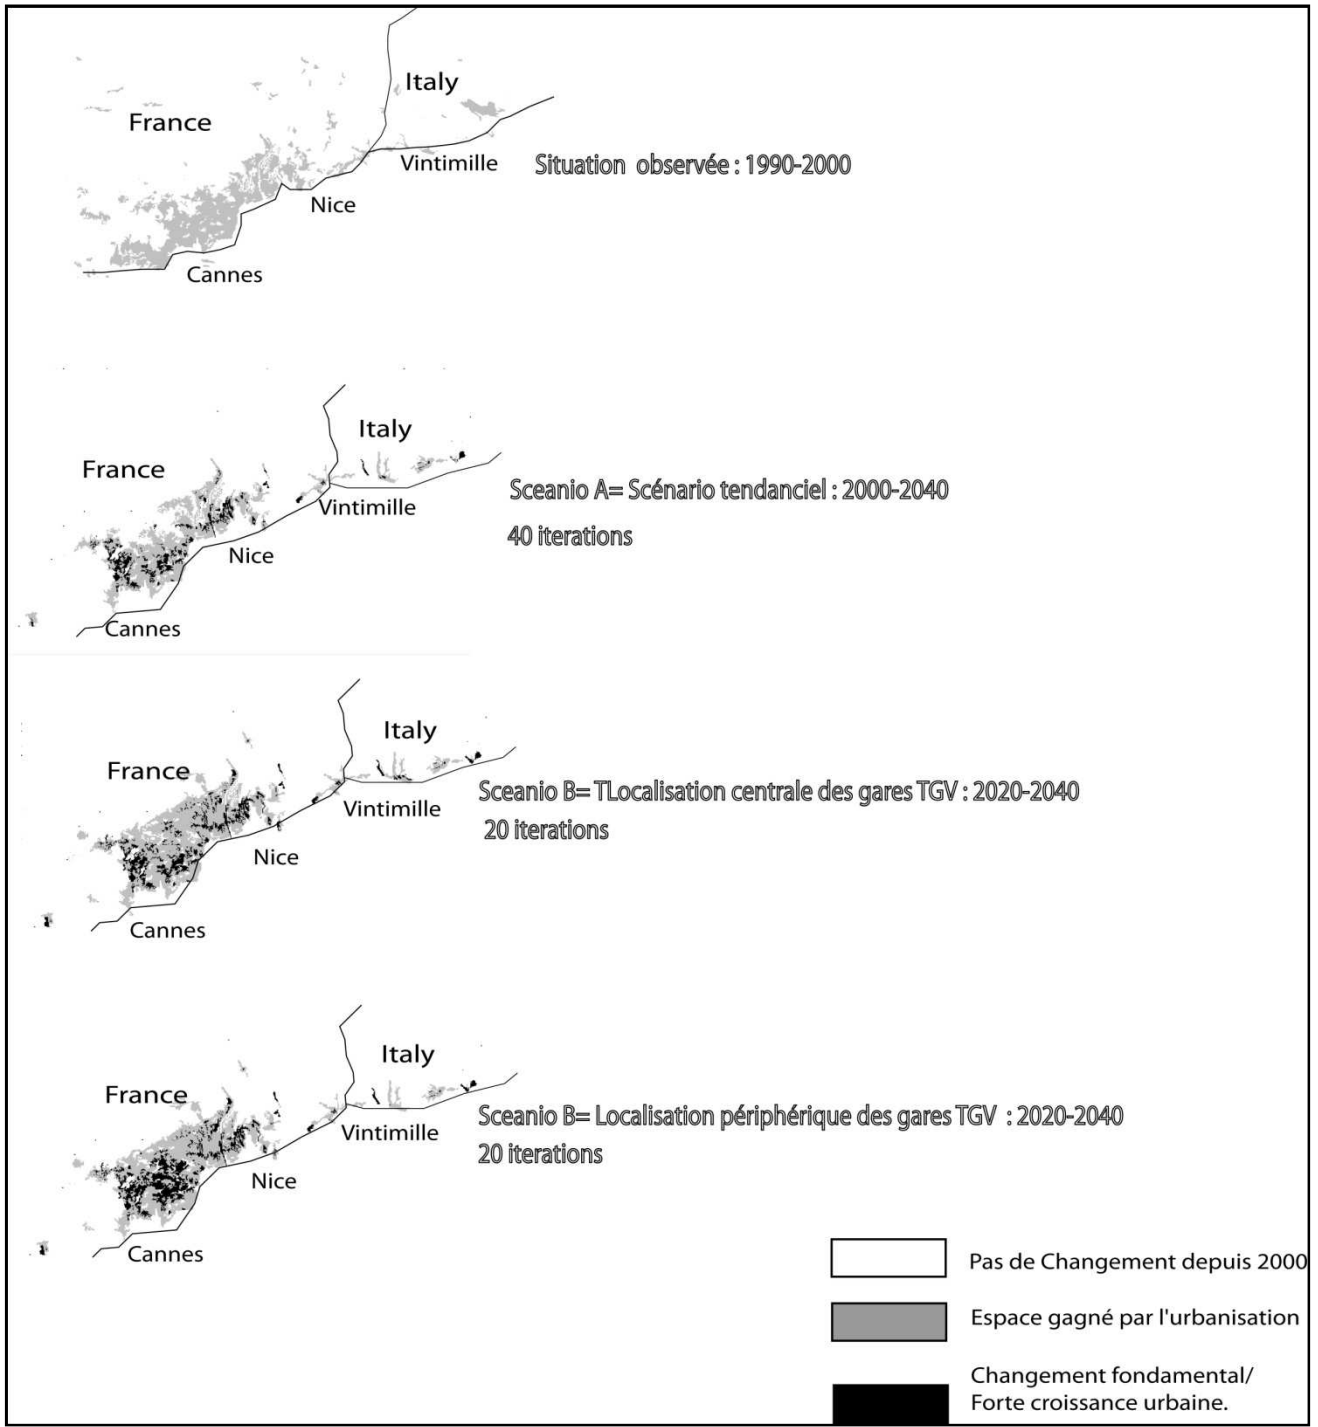 Italy
France
Vintimille
Situation observée : 1990-2000
Nice
Cannes
Italy
France
Sceanio A= Scénario tendanciel : 2000-2040
Vintimille
40 iterations
Nice
Cannes
Italy
France
Sceanio B= TLocalisation centrale des gares TGV : 2020-2040
Vintimille
20 iterations
Nice
Cannes
Italy
France
Sceanio B= Localisation périphérique des gares TGV : 2020-2040
Vintimille
20 iterations
Nice
Cannes
Pas de Changement depuis 2000
Espace gagné par l'urbanisation
Changement fondamental/
Forte croissance urbaine.